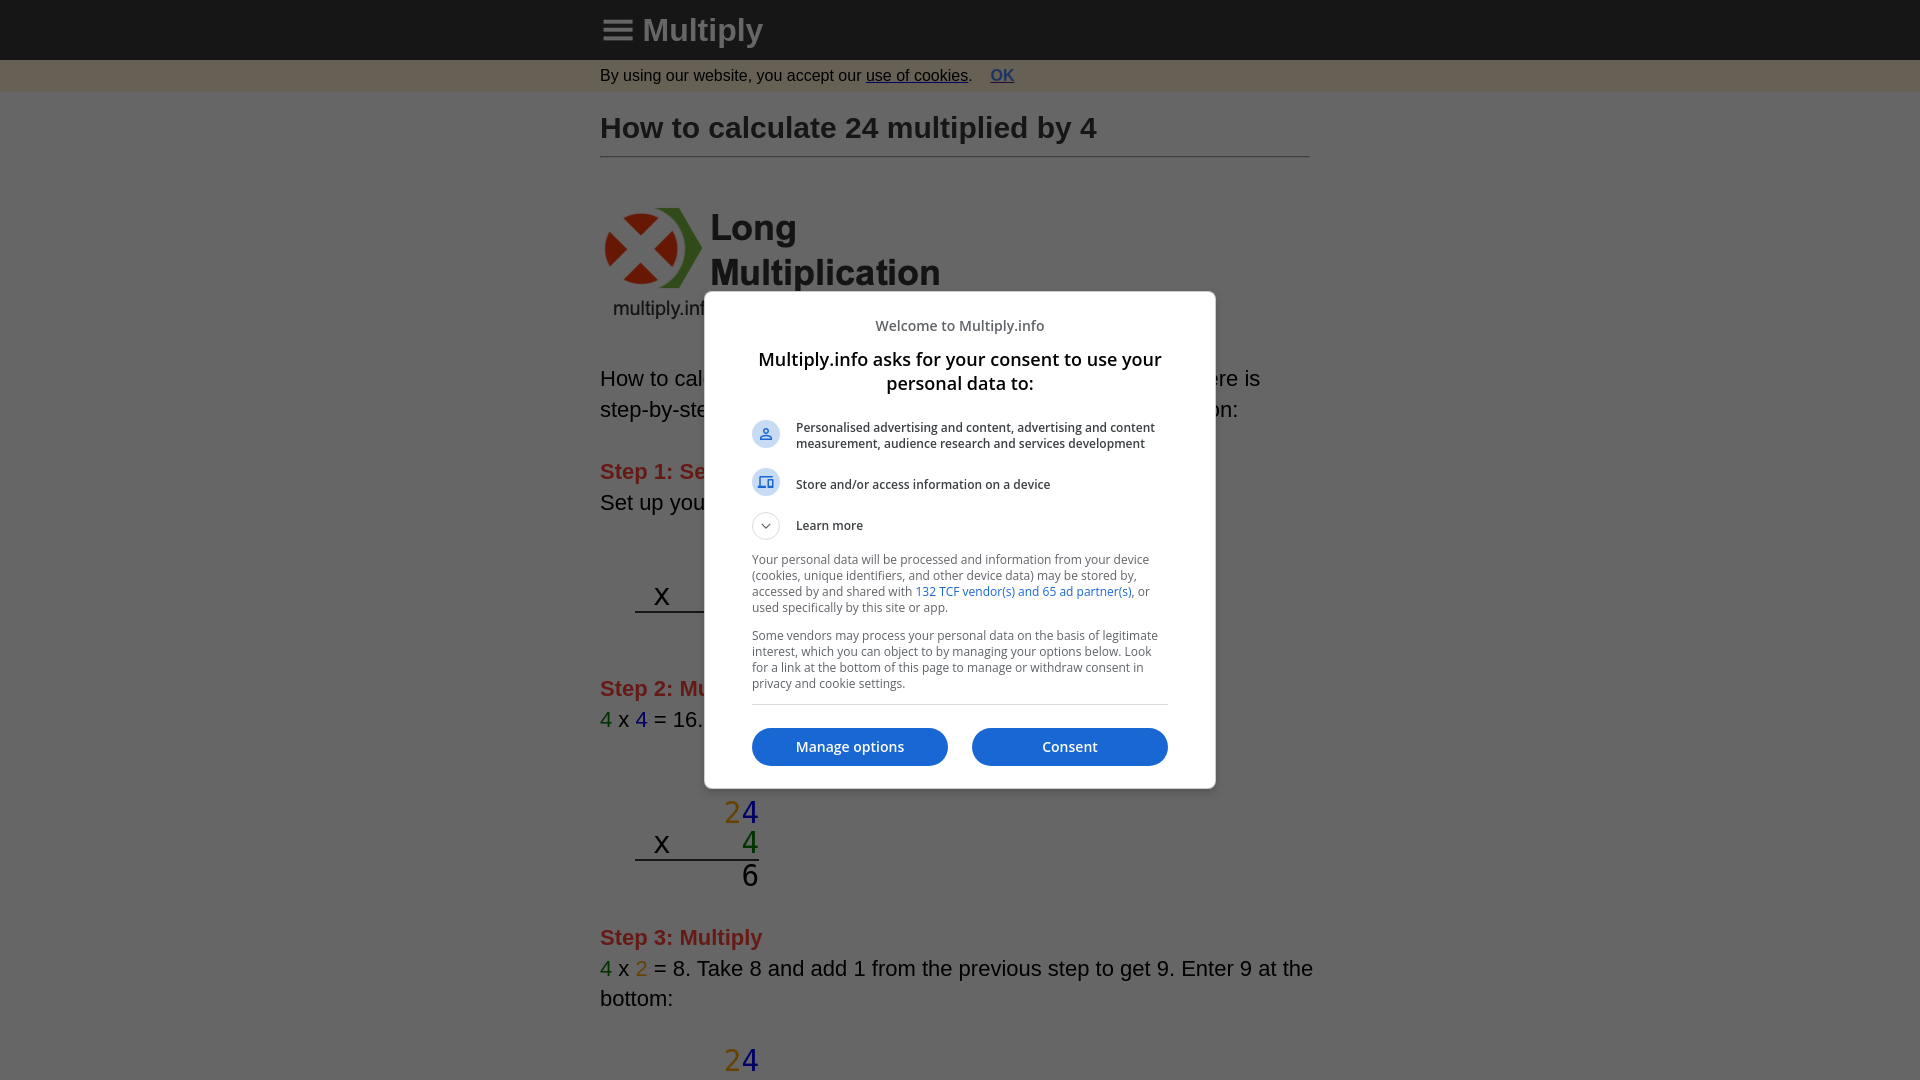 Multiply
By using our website, you accept our use of cookies. OK
How to calculate 24 multiplied by 4
Long
Multiplication
multiply.inf
Welcome to Multiply.info
Multiply.info asks for your consent to use your
personal data to:
How to cal
ere is
step-by-ste
on:
Personalised advertising and content, advertising and content
measurement, audience research and services development
Step 1: Se
Store and/or access information on a device
Set up you
Learn more
Your personal data will be processed and information from your device
(cookies, unique identifiers, and other device data) may be stored by,
accessed by and shared with 132 TCF vendor(s) and 65 ad partner(s), or
used specifically by this site or app.
x
Some vendors may process your personal data on the basis of legitimate
interest, which you can object to by managing your options below. Look
for a link at the bottom of this page to manage or withdraw consent in
privacy and cookie settings.
Step 2: Mu
4 x 4 = 16.
Manage options
Consent
24
x 4
6
Step 3: Multiply
4 x 2 = 8. Take 8 and add 1 from the previous step to get 9. Enter 9 at the
bottom:
24